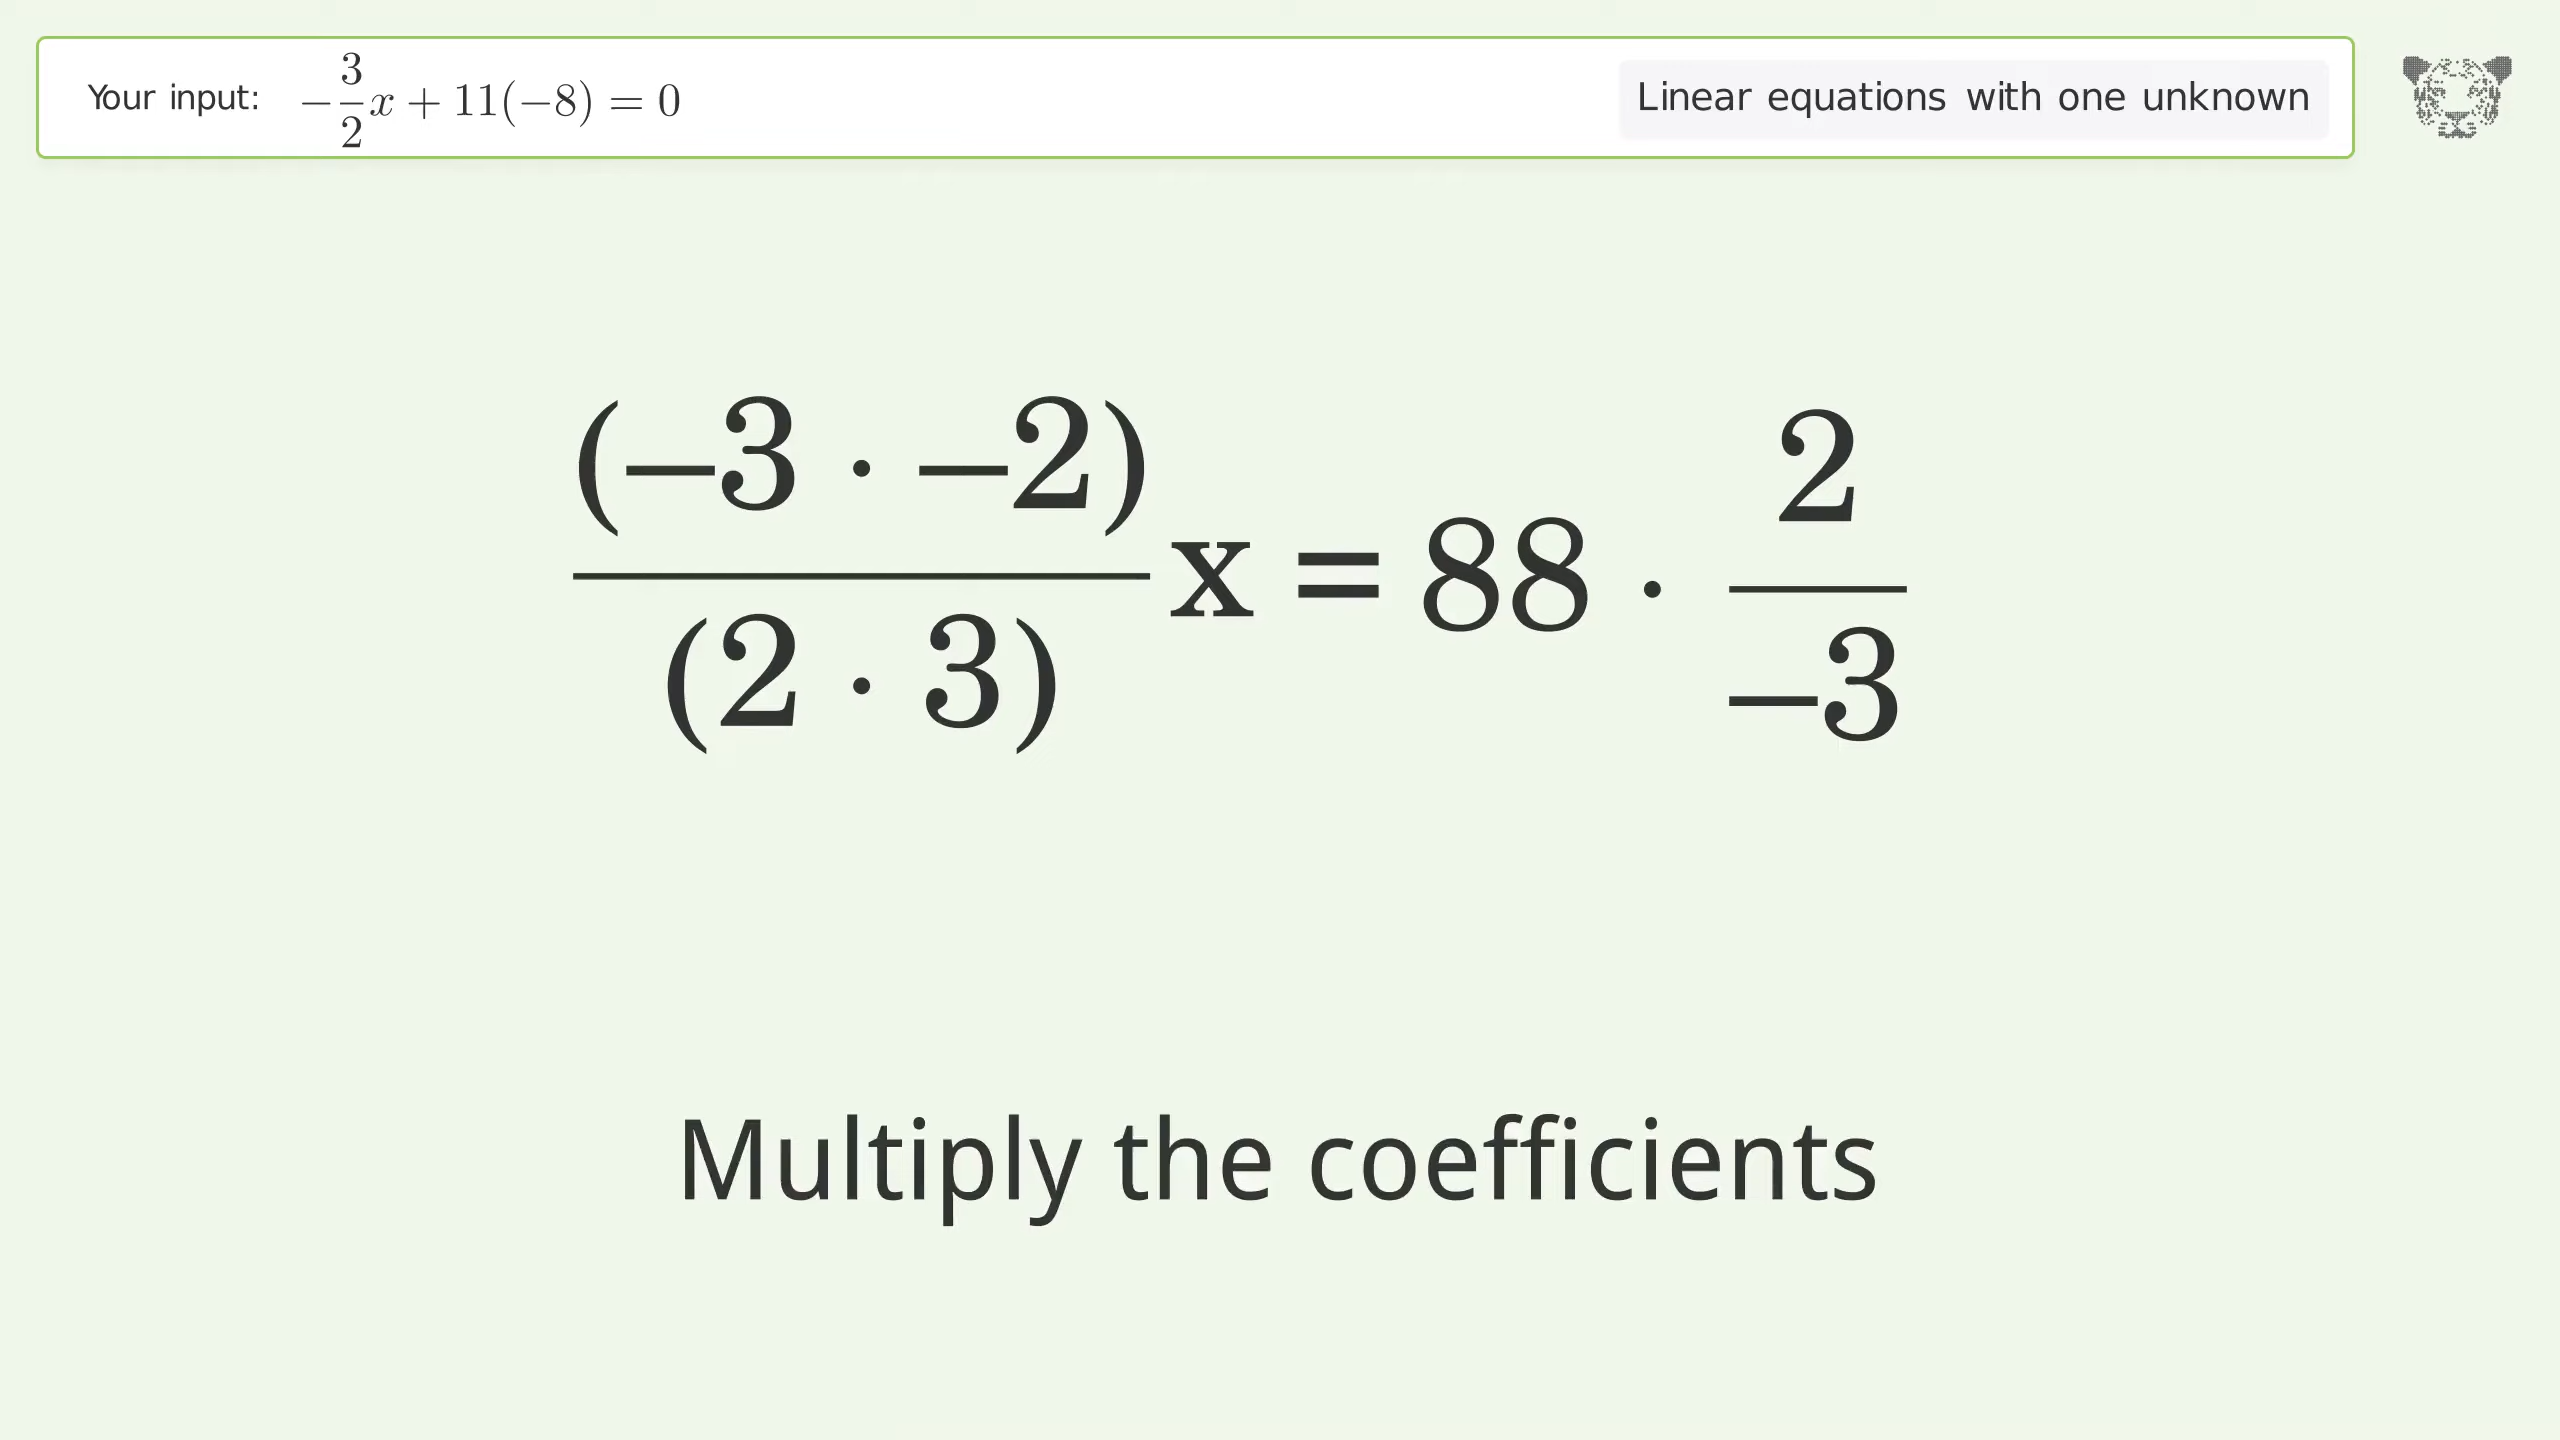 Your input: −3/2x + 11(−8) = 0
Linear equations with one unknown
(−3 · −2)/(2 · 3) x = 88 · 2/−3
Multiply the coefficients